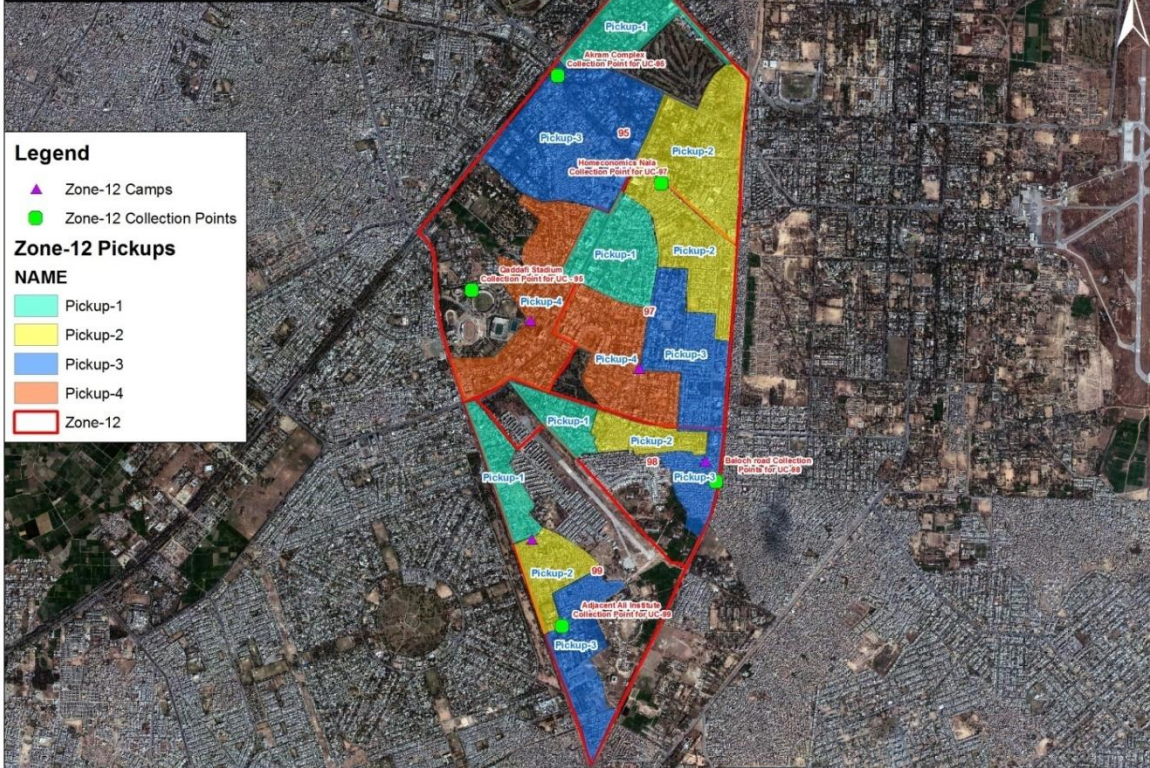 Pickup-1
Akram Complex
Collection Point for UC-96
Pickup-3
95
Pickup-2
Homeconomics Nala
Collection Point for UC-97
Pickup-1
Pickup-2
Qaddafi Stadium
Collection Point for UC - 95
Pickup-4
97
Pickup-4
Pickup-3
Pickup-1
Pickup-2
98
Baloch road Collection
Points for UC-98
Pickup-3
Pickup-1
Pickup-2
99
Adjacent Ali Institute
Collection Point for UC-99
Pickup-3
Legend
Zone-12 Camps
Zone-12 Collection Points
Zone-12 Pickups
NAME
Pickup-1
Pickup-2
Pickup-3
Pickup-4
Zone-12